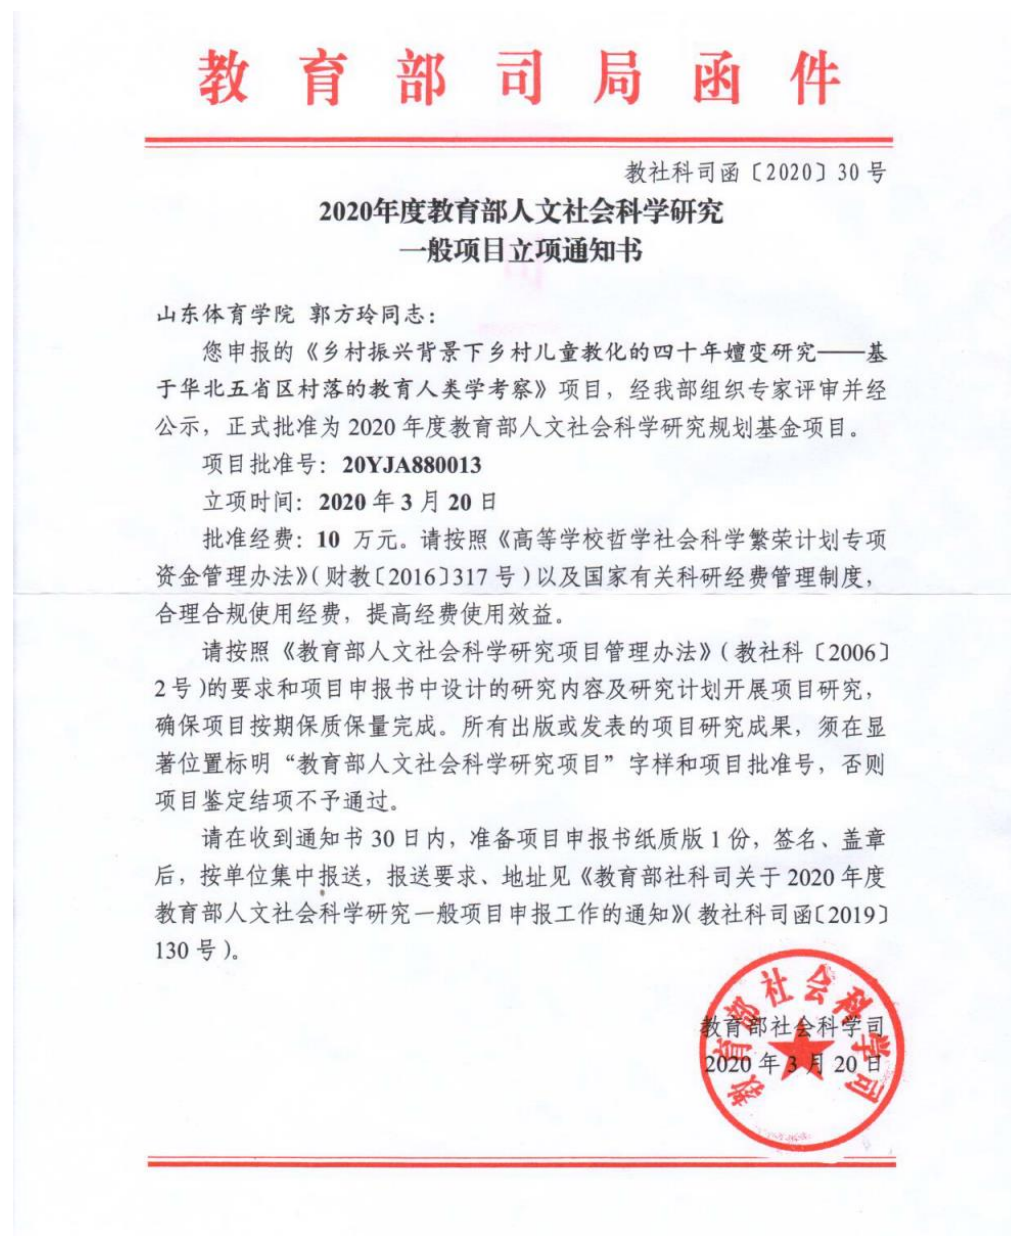 教育部司局函件
教社科司函〔2020〕30号
2020年度教育部人文社会科学研究
一般项目立项通知书
山东体育学院 郭方玲同志：
您申报的《乡村振兴背景下乡村儿童教化的四十年嬗变研究——基
于华北五省区村落的教育人类学考察》项目，经我部组织专家评审并经
公示，正式批准为2020年度教育部人文社会科学研究规划基金项目。
项目批准号：20YJA880013
立项时间：2020年3月20日
批准经费：10 万元。请按照《高等学校哲学社会科学繁荣计划专项
资金管理办法》（财教〔2016〕317号）以及国家有关科研经费管理制度，
合理合规使用经费，提高经费使用效益。
请按照《教育部人文社会科学研究项目管理办法》（教社科〔2006〕
2号）的要求和项目申报书中设计的研究内容及研究计划开展项目研究，
确保项目按期保质保量完成。所有出版或发表的项目研究成果，须在显
著位置标明“教育部人文社会科学研究项目”字样和项目批准号，否则
项目鉴定结项不予通过。
请在收到通知书30日内，准备项目申报书纸质版1份，签名、盖章
后，按单位集中报送，报送要求、地址见《教育部社科司关于2020年度
教育部人文社会科学研究一般项目申报工作的通知》（教社科司函〔2019〕
130号）。
教育部社会科学司
2020年3月20日
教育部社会科学司